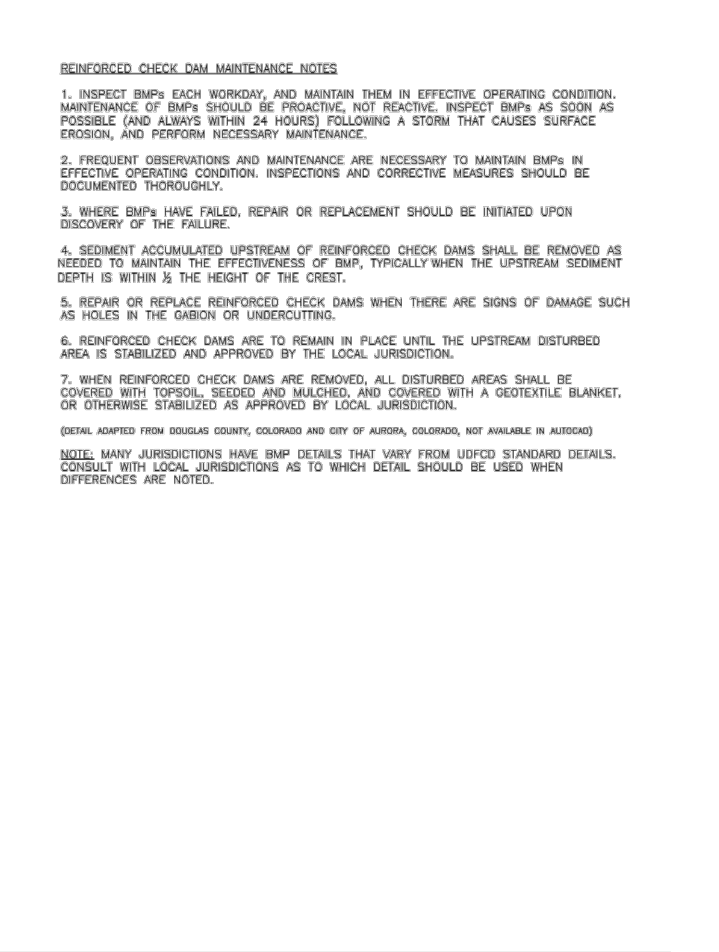 REINFORCED CHECK DAM MAINTENANCE NOTES
1. INSPECT BMPs EACH WORKDAY, AND MAINTAIN THEM IN EFFECTIVE OPERATING CONDITION.
MAINTENANCE OF BMPs SHOULD BE PROACTIVE, NOT REACTIVE. INSPECT BMPs AS SOON AS
POSSIBLE (AND ALWAYS WITHIN 24 HOURS) FOLLOWING A STORM THAT CAUSES SURFACE
EROSION, AND PERFORM NECESSARY MAINTENANCE.
2. FREQUENT OBSERVATIONS AND MAINTENANCE ARE NECESSARY TO MAINTAIN BMPs IN
EFFECTIVE OPERATING CONDITION. INSPECTIONS AND CORRECTIVE MEASURES SHOULD BE
DOCUMENTED THOROUGHLY.
3. WHERE BMPs HAVE FAILED, REPAIR OR REPLACEMENT SHOULD BE INITIATED UPON
DISCOVERY OF THE FAILURE.
4. SEDIMENT ACCUMULATED UPSTREAM OF REINFORCED CHECK DAMS SHALL BE REMOVED AS
NEEDED TO MAINTAIN THE EFFECTIVENESS OF BMP, TYPICALLY WHEN THE UPSTREAM SEDIMENT
DEPTH IS WITHIN ½ THE HEIGHT OF THE CREST.
5. REPAIR OR REPLACE REINFORCED CHECK DAMS WHEN THERE ARE SIGNS OF DAMAGE SUCH
AS HOLES IN THE GABION OR UNDERCUTTING.
6. REINFORCED CHECK DAMS ARE TO REMAIN IN PLACE UNTIL THE UPSTREAM DISTURBED
AREA IS STABILIZED AND APPROVED BY THE LOCAL JURISDICTION.
7. WHEN REINFORCED CHECK DAMS ARE REMOVED, ALL DISTURBED AREAS SHALL BE
COVERED WITH TOPSOIL, SEEDED AND MULCHED, AND COVERED WITH A GEOTEXTILE BLANKET,
OR OTHERWISE STABILIZED AS APPROVED BY LOCAL JURISDICTION.
(DETAIL ADAPTED FROM DOUGLAS COUNTY, COLORADO AND CITY OF AURORA, COLORADO, NOT AVAILABLE IN AUTOCAD)
NOTE: MANY JURISDICTIONS HAVE BMP DETAILS THAT VARY FROM UDFCD STANDARD DETAILS.
CONSULT WITH LOCAL JURISDICTIONS AS TO WHICH DETAIL SHOULD BE USED WHEN
DIFFERENCES ARE NOTED.